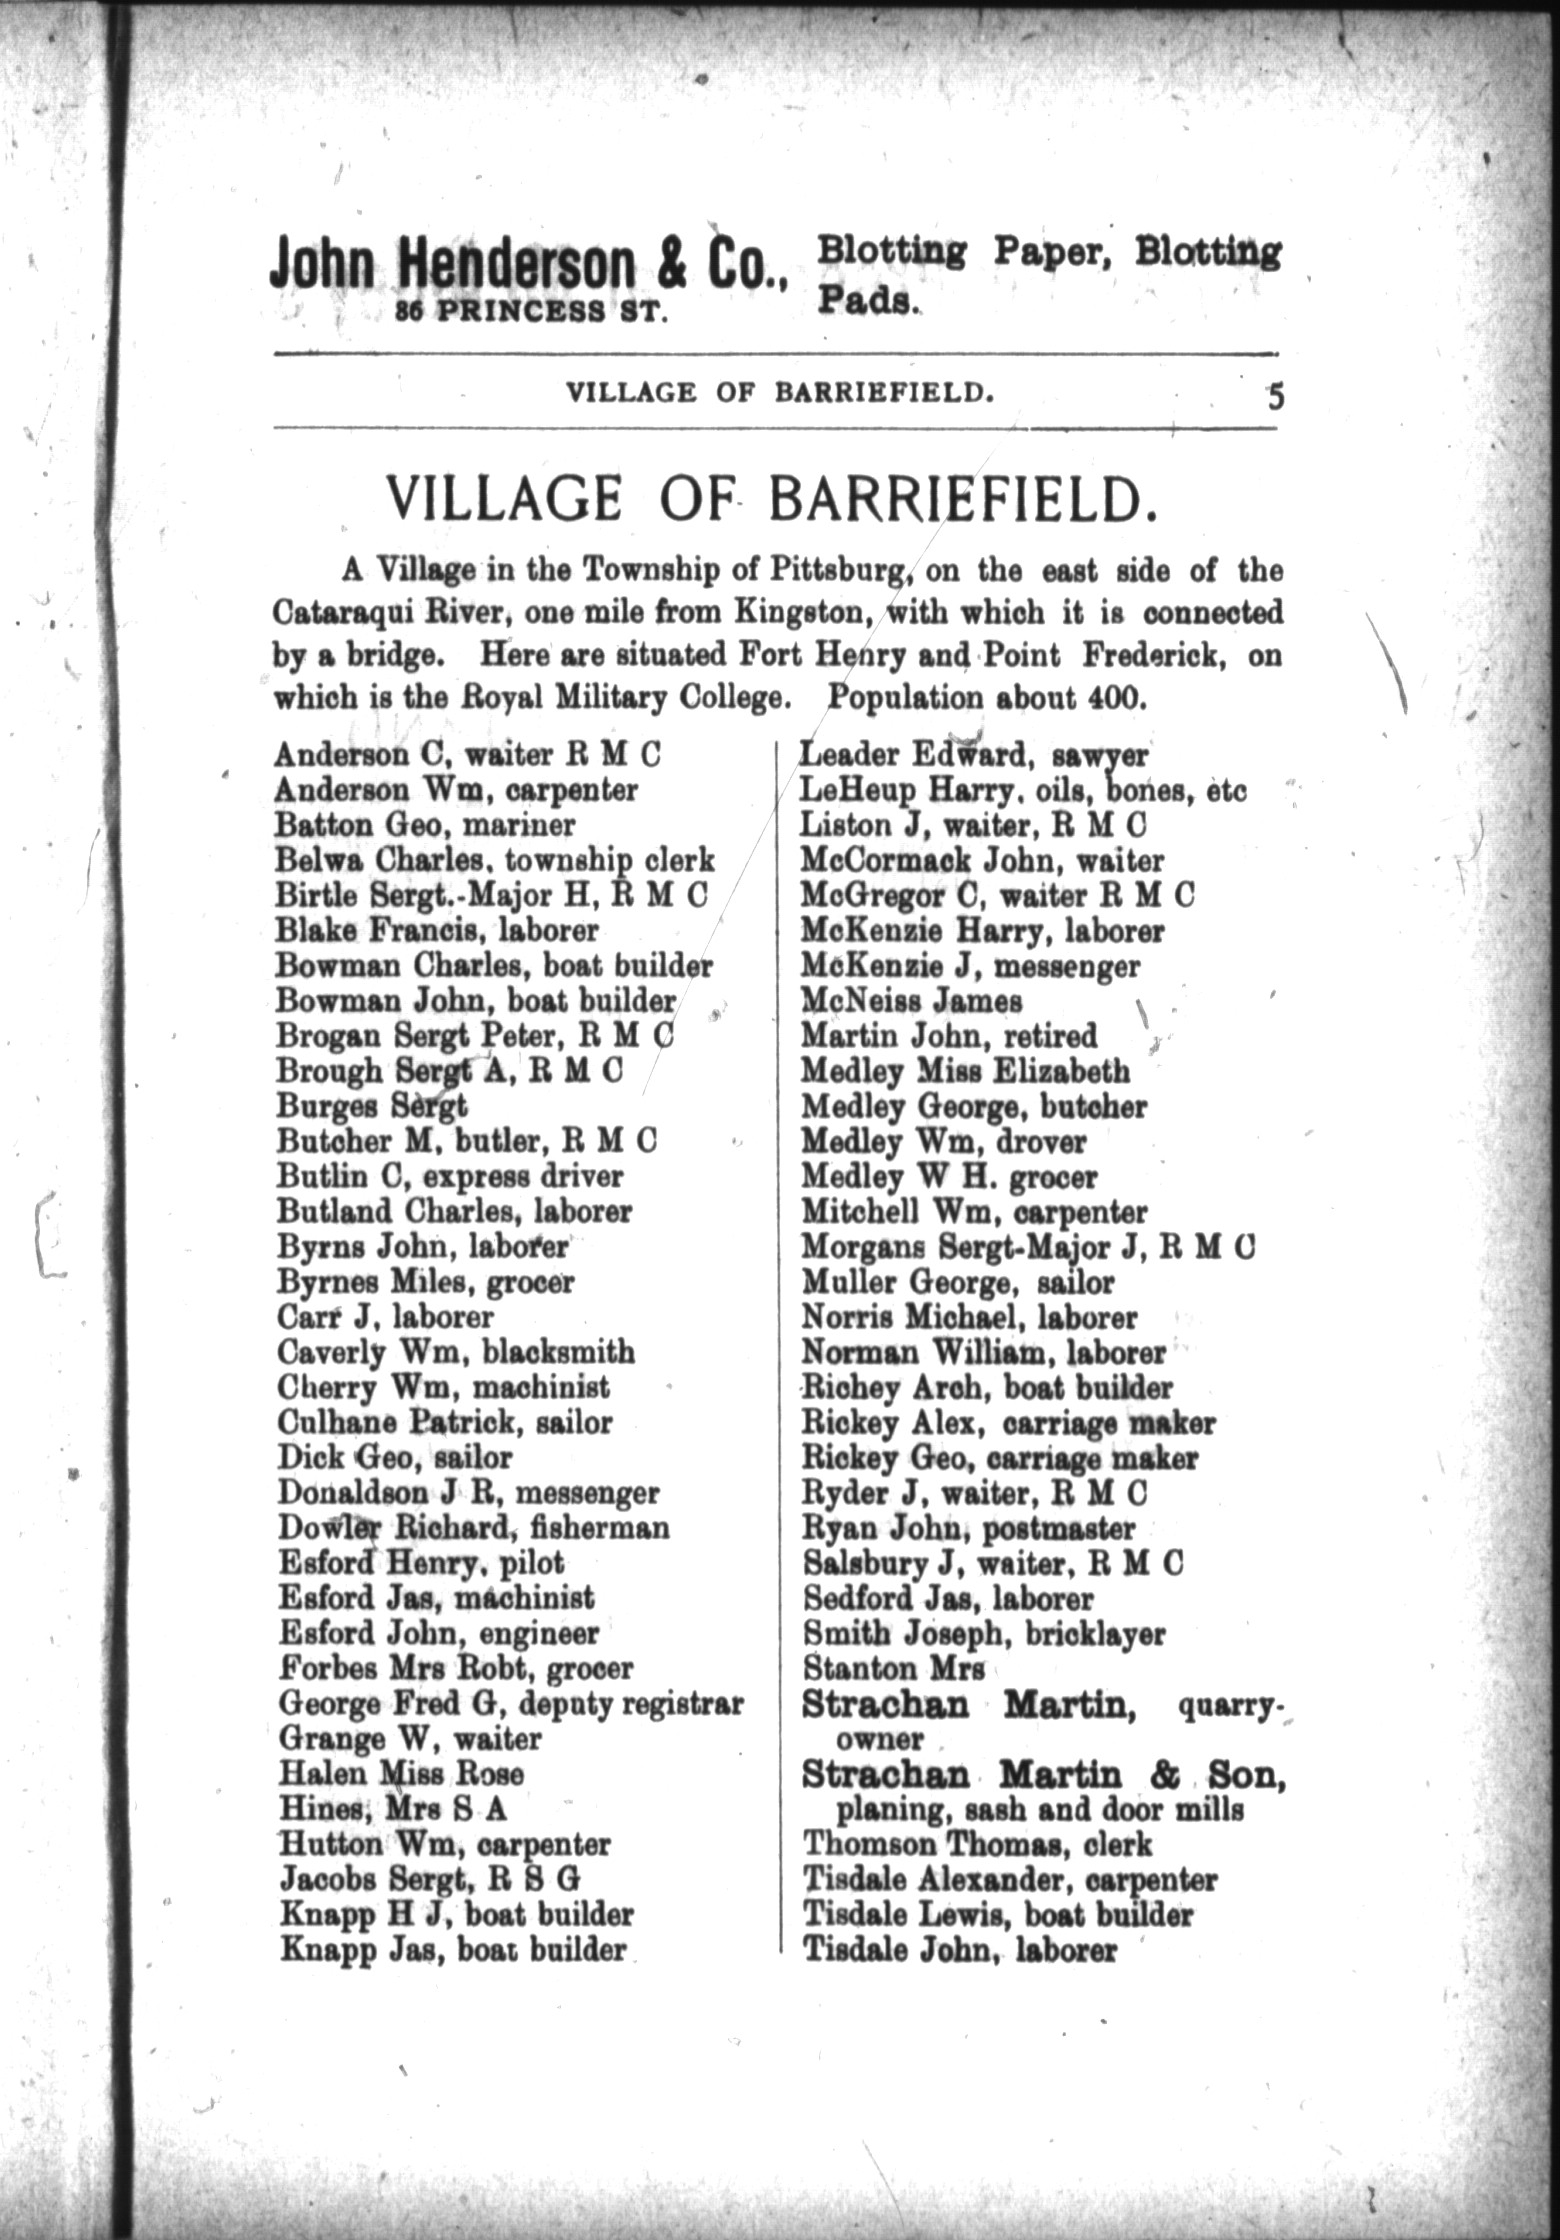 John Henderson & Co.,
86 PRINCESS ST.
Blotting Paper, Blotting
Pads.
VILLAGE OF BARRIEFIELD. 5
VILLAGE OF BARRIEFIELD.
A Village in the Township of Pittsburg, on the east side of the
Cataraqui River, one mile from Kingston, with which it is connected
by a bridge. Here are situated Fort Henry and Point Frederick, on
which is the Royal Military College. Population about 400.
Anderson C, waiter R M C
Anderson Wm, carpenter
Batton Geo, mariner
Belwa Charles, township clerk
Birtle Sergt.-Major H, R M C
Blake Francis, laborer
Bowman Charles, boat builder
Bowman John, boat builder
Brogan Sergt Peter, R M C
Brough Sergt A, R M C
Burges Sergt
Butcher M, butler, R M C
Butlin C, express driver
Butland Charles, laborer
Byrns John, laborer
Byrnes Miles, grocer
Carr J, laborer
Caverly Wm, blacksmith
Cherry Wm, machinist
Culhane Patrick, sailor
Dick Geo, sailor
Donaldson J R, messenger
Dowler Richard, fisherman
Esford Henry, pilot
Esford Jas, machinist
Esford John, engineer
Forbes Mrs Robt, grocer
George Fred G, deputy registrar
Grange W, waiter
Halen Miss Rose
Hines, Mrs S A
Hutton Wm, carpenter
Jacobs Sergt, R S G
Knapp H J, boat builder
Knapp Jas, boat builder
Leader Edward, sawyer
LeHeup Harry, oils, bones, etc
Liston J, waiter, R M C
McCormack John, waiter
McGregor C, waiter R M C
McKenzie Harry, laborer
McKenzie J, messenger
McNeiss James
Martin John, retired
Medley Miss Elizabeth
Medley George, butcher
Medley Wm, drover
Medley W H. grocer
Mitchell Wm, carpenter
Morgans Sergt-Major J, R M C
Muller George, sailor
Norris Michael, laborer
Norman William, laborer
Richey Arch, boat builder
Rickey Alex, carriage maker
Rickey Geo, carriage maker
Ryder J, waiter, R M C
Ryan John, postmaster
Salsbury J, waiter, R M C
Sedford Jas, laborer
Smith Joseph, bricklayer
Stanton Mrs
Strachan Martin, quarry-
owner
Strachan Martin & Son,
planing, sash and door mills
Thomson Thomas, clerk
Tisdale Alexander, carpenter
Tisdale Lewis, boat builder
Tisdale John, laborer